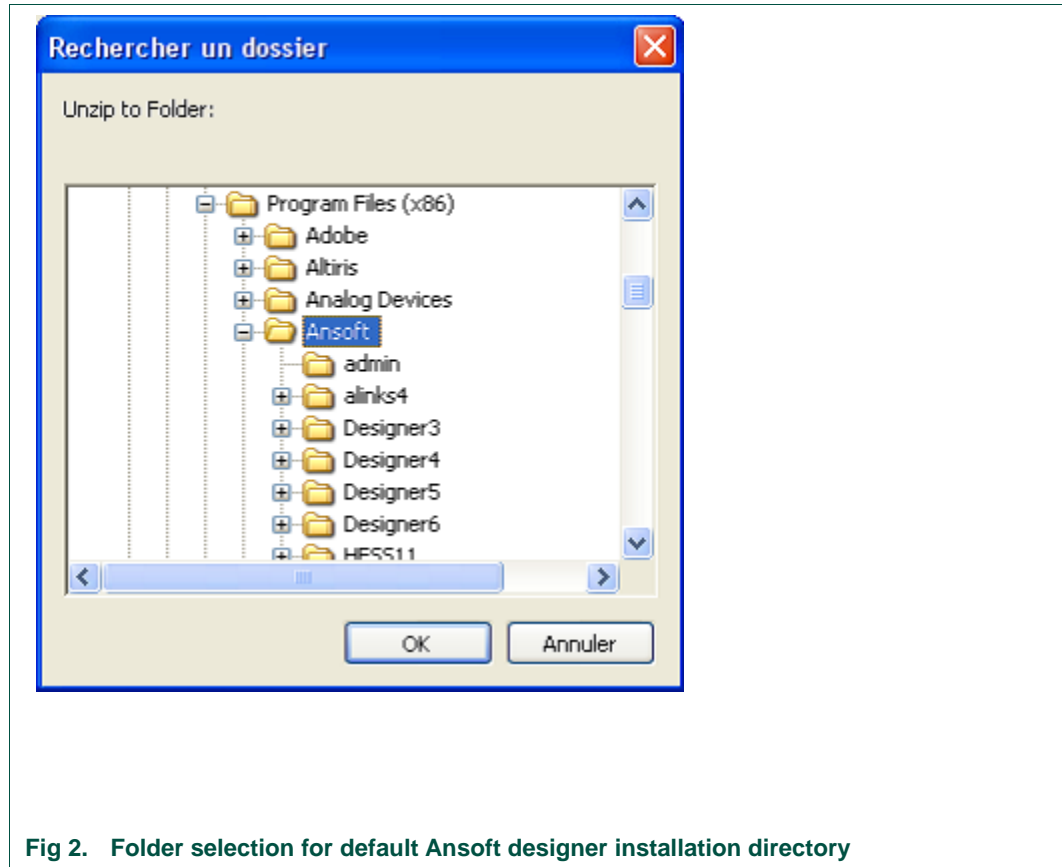 Rechercher un dossier
Unzip to Folder:
Program Files (x86)
Adobe
Altiris
Analog Devices
Ansoft
admin
alinks4
Designer3
Designer4
Designer5
Designer6
OK
Annuler
Fig 2. Folder selection for default Ansoft designer installation directory